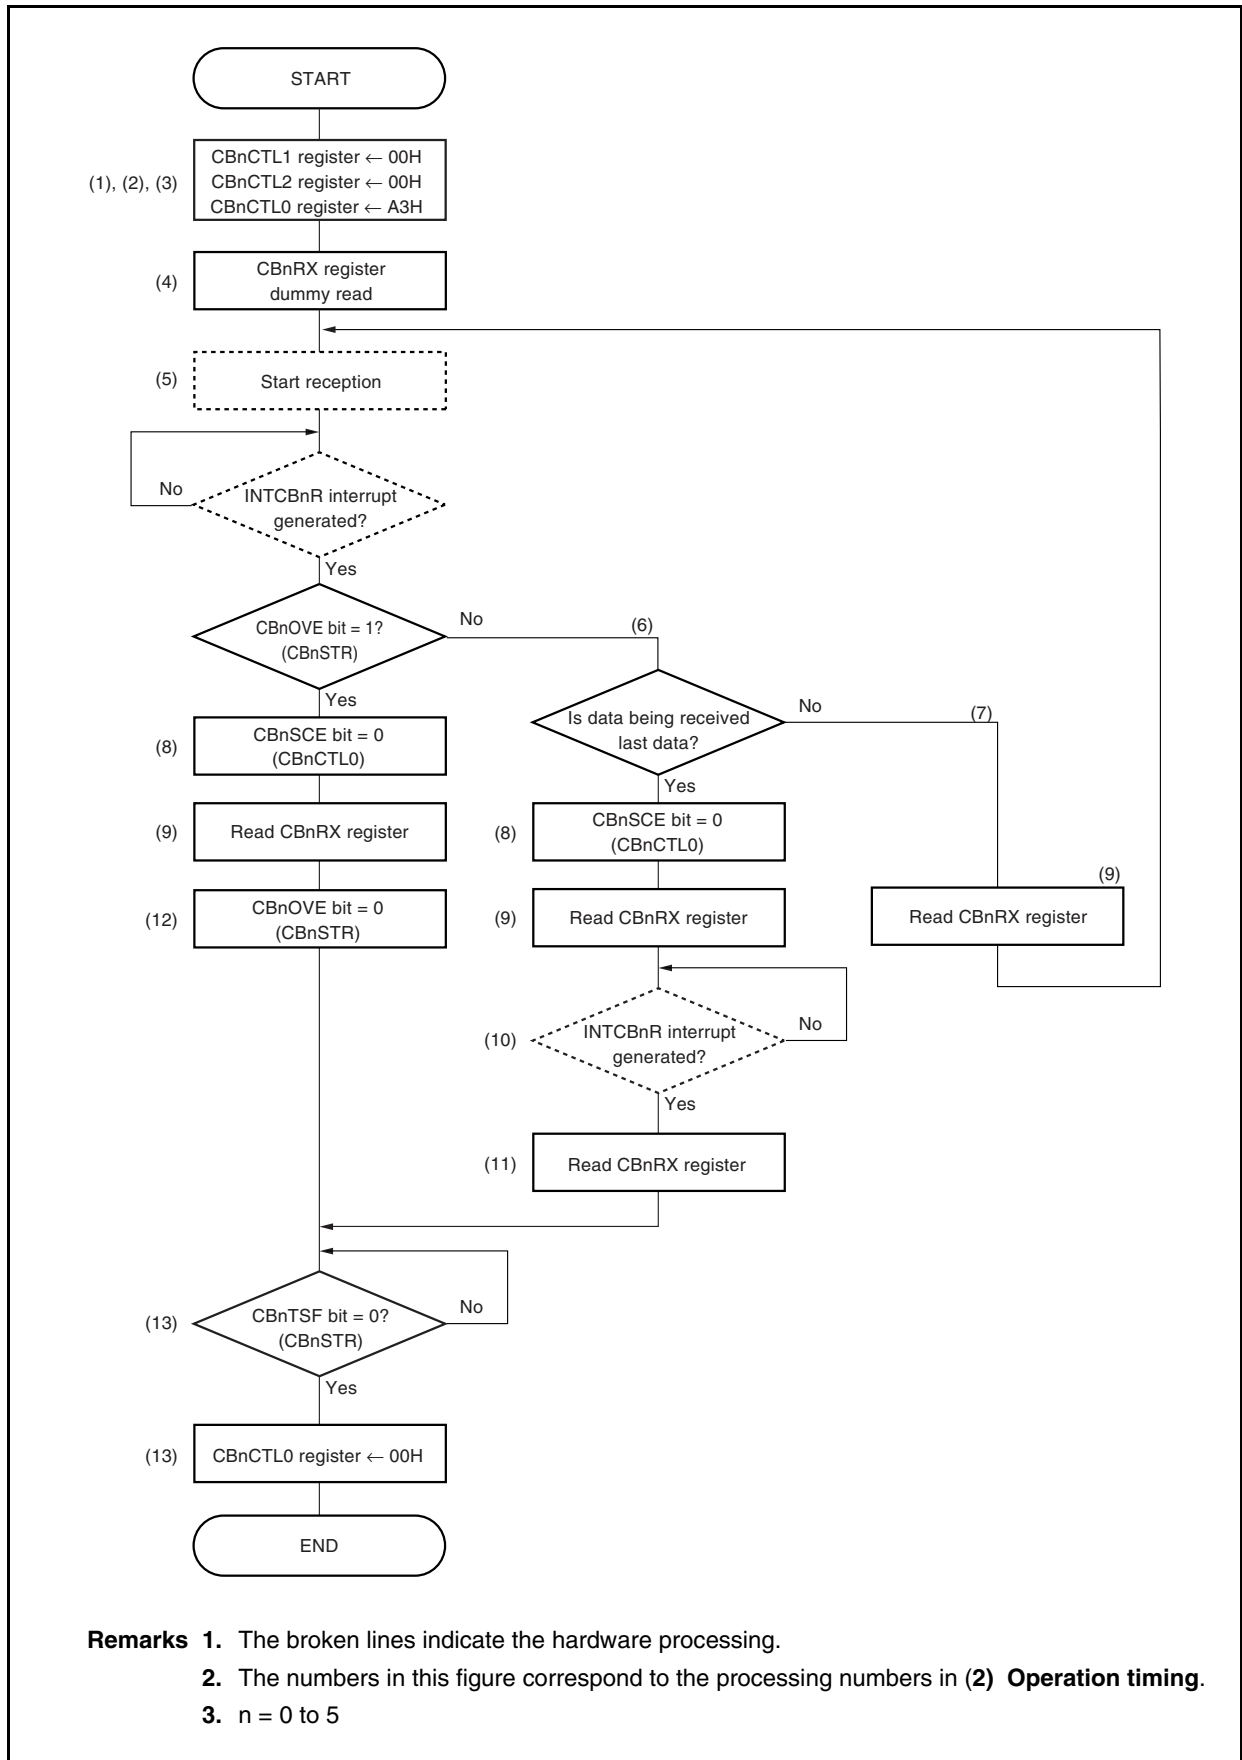 START
(1), (2), (3)
CBnCTL1 register ← 00H
CBnCTL2 register ← 00H
CBnCTL0 register ← A3H
(4)
CBnRX register
dummy read
(5)
Start reception
No
INTCBnR interrupt
generated?
Yes
CBnOVE bit = 1?
(CBnSTR)
No
(6)
Yes
Is data being received
last data?
No
(7)
Yes
(8)
CBnSCE bit = 0
(CBnCTL0)
(9)
Read CBnRX register
(12)
CBnOVE bit = 0
(CBnSTR)
(8)
CBnSCE bit = 0
(CBnCTL0)
(9)
Read CBnRX register
(9)
Read CBnRX register
(10)
INTCBnR interrupt
generated?
No
Yes
(11)
Read CBnRX register
(13)
CBnTSF bit = 0?
(CBnSTR)
No
Yes
(13)
CBnCTL0 register ← 00H
END
Remarks 1. The broken lines indicate the hardware processing.
2. The numbers in this figure correspond to the processing numbers in (2) Operation timing.
3. n = 0 to 5